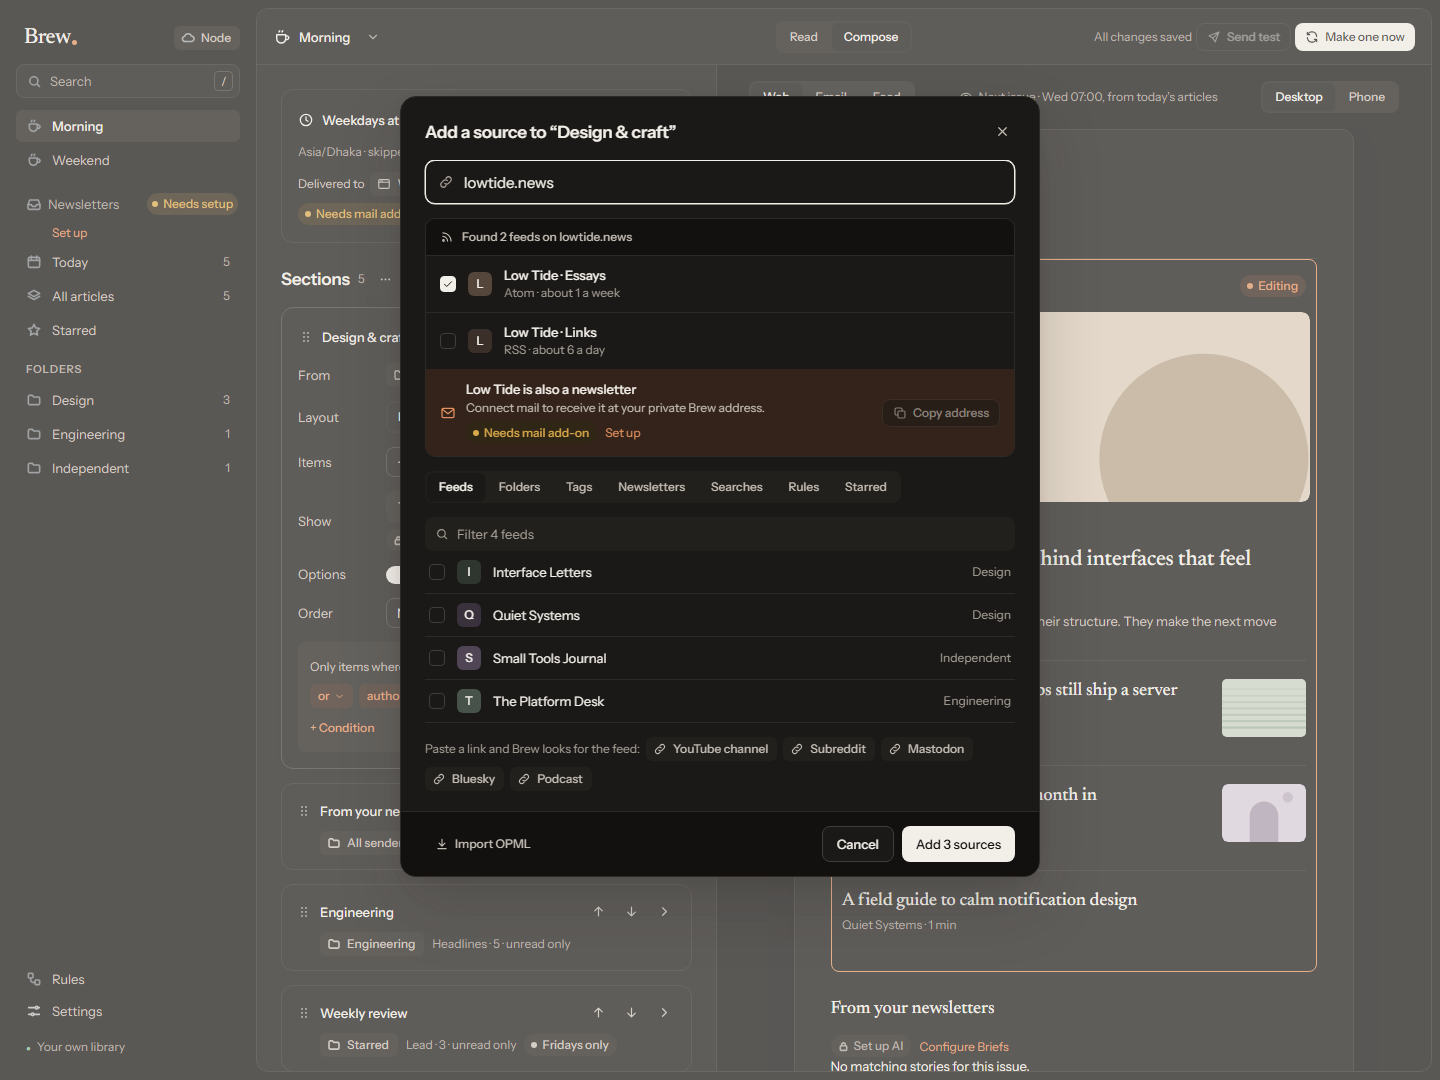 Brew.
Node
Search
/
Morning
Weekend
Newsletters
Needs setup
Set up
Today
5
All articles
5
Starred
FOLDERS
Design
3
Engineering
1
Independent
1
Rules
Settings
Your own library
Morning
Read
Compose
All changes saved
Send test
Make one now
Weekdays at
Asia/Dhaka · skippe
Delivered to
Needs mail add
Sections 5
Design & cra
From
Layout
Items
Show
Options
Order
Only items where
or
autho
+ Condition
From your ne
All sende
Engineering
Engineering
Headlines · 5 · unread only
Weekly review
Starred
Lead · 3 · unread only
Fridays only
Next issue · Wed 07:00, from today's articles
Desktop
Phone
Editing
hind interfaces that feel
heir structure. They make the next move
ps still ship a server
month in
A field guide to calm notification design
Quiet Systems · 1 min
From your newsletters
Set up AI
Configure Briefs
No matching stories for this issue.
Add a source to “Design & craft”
lowtide.news
Found 2 feeds on lowtide.news
L
Low Tide · Essays
Atom · about 1 a week
L
Low Tide · Links
RSS · about 6 a day
Low Tide is also a newsletter
Connect mail to receive it at your private Brew address.
Needs mail add-on
Set up
Copy address
Feeds
Folders
Tags
Newsletters
Searches
Rules
Starred
Filter 4 feeds
I
Interface Letters
Design
Q
Quiet Systems
Design
S
Small Tools Journal
Independent
T
The Platform Desk
Engineering
Paste a link and Brew looks for the feed:
YouTube channel
Subreddit
Mastodon
Bluesky
Podcast
Import OPML
Cancel
Add 3 sources